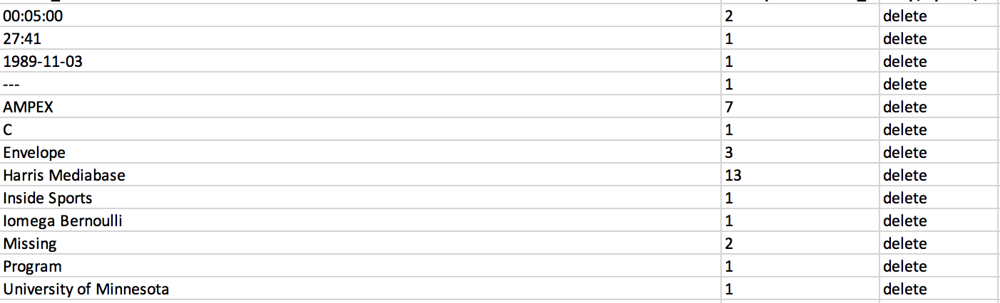 00:05:00 2 delete
27:41 1 delete
1989-11-03 1 delete
--- 1 delete
AMPEX 7 delete
C 1 delete
Envelope 3 delete
Harris Mediabase 13 delete
Inside Sports 1 delete
Iomega Bernoulli 1 delete
Missing 2 delete
Program 1 delete
University of Minnesota 1 delete